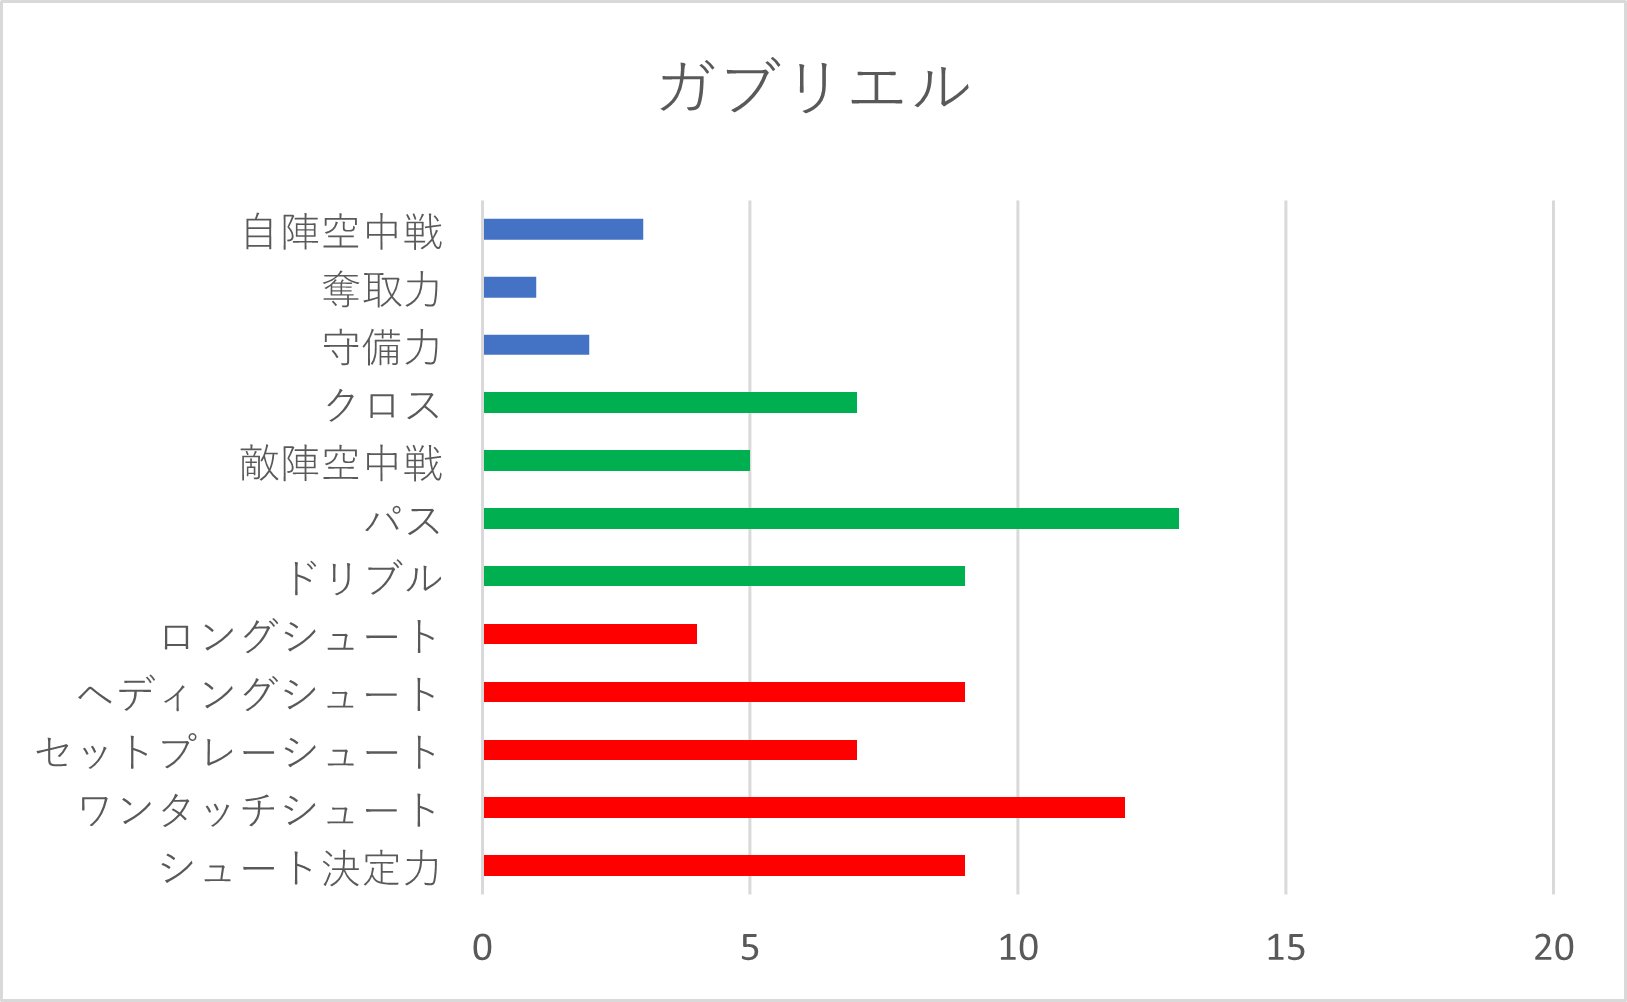 ガブリエル
自陣空中戦
奪取力
守備力
クロス
敵陣空中戦
パス
ドリブル
ロングシュート
ヘディングシュート
セットプレーシュート
ワンタッチシュート
シュート決定力
0 5 10 15 20